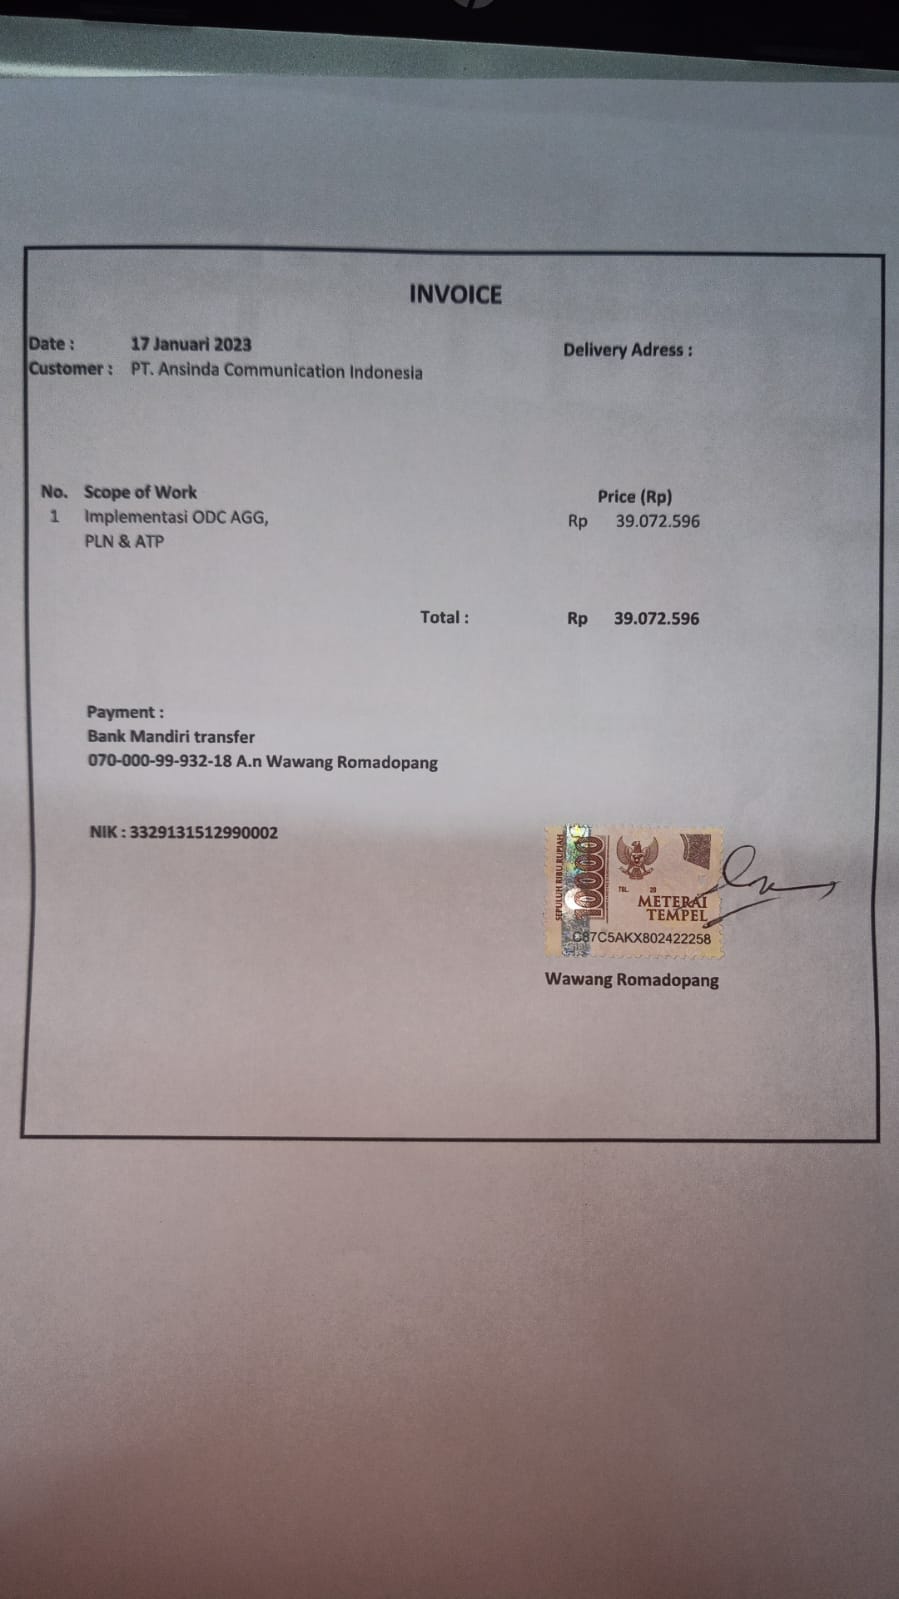 INVOICE
Date : 17 Januari 2023
Delivery Adress :
Customer : PT. Ansinda Communication Indonesia
No. Scope of Work Price (Rp)
1 Implementasi ODC AGG, Rp 39.072.596
PLN & ATP
Total : Rp 39.072.596
Payment :
Bank Mandiri transfer
070-000-99-932-18 A.n Wawang Romadopang
NIK : 3329131512990002
SEPULUH RIBU RUPIAH
10000
TGL. 20
METERAI
TEMPEL
C87C5AKX802422258
Wawang Romadopang